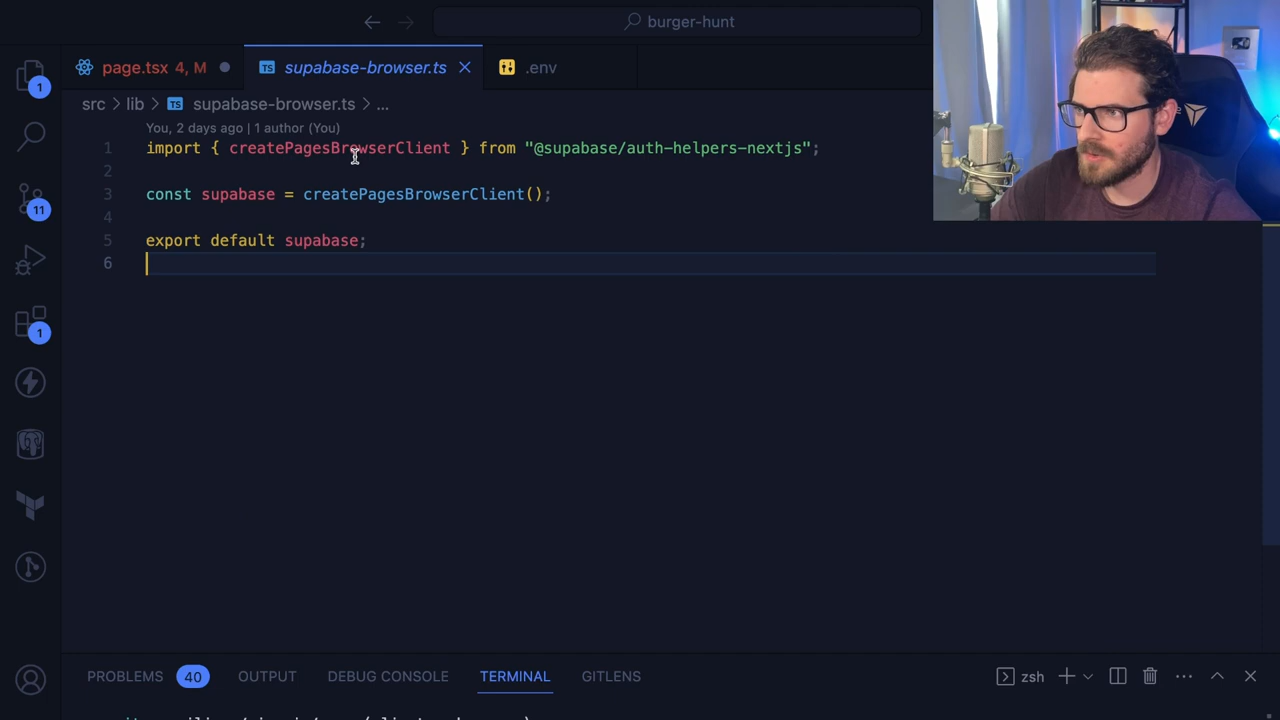 burger-hunt
page.tsx 4, M
TS supabase-browser.ts
.env
1
src > lib > TS supabase-browser.ts > ...
You, 2 days ago | 1 author (You)
1 import { createPagesBrowserClient } from "@supabase/auth-helpers-nextjs";
2
3 const supabase = createPagesBrowserClient();
4
5 export default supabase;
6
11
1
PROBLEMS 40 OUTPUT DEBUG CONSOLE TERMINAL GITLENS zsh